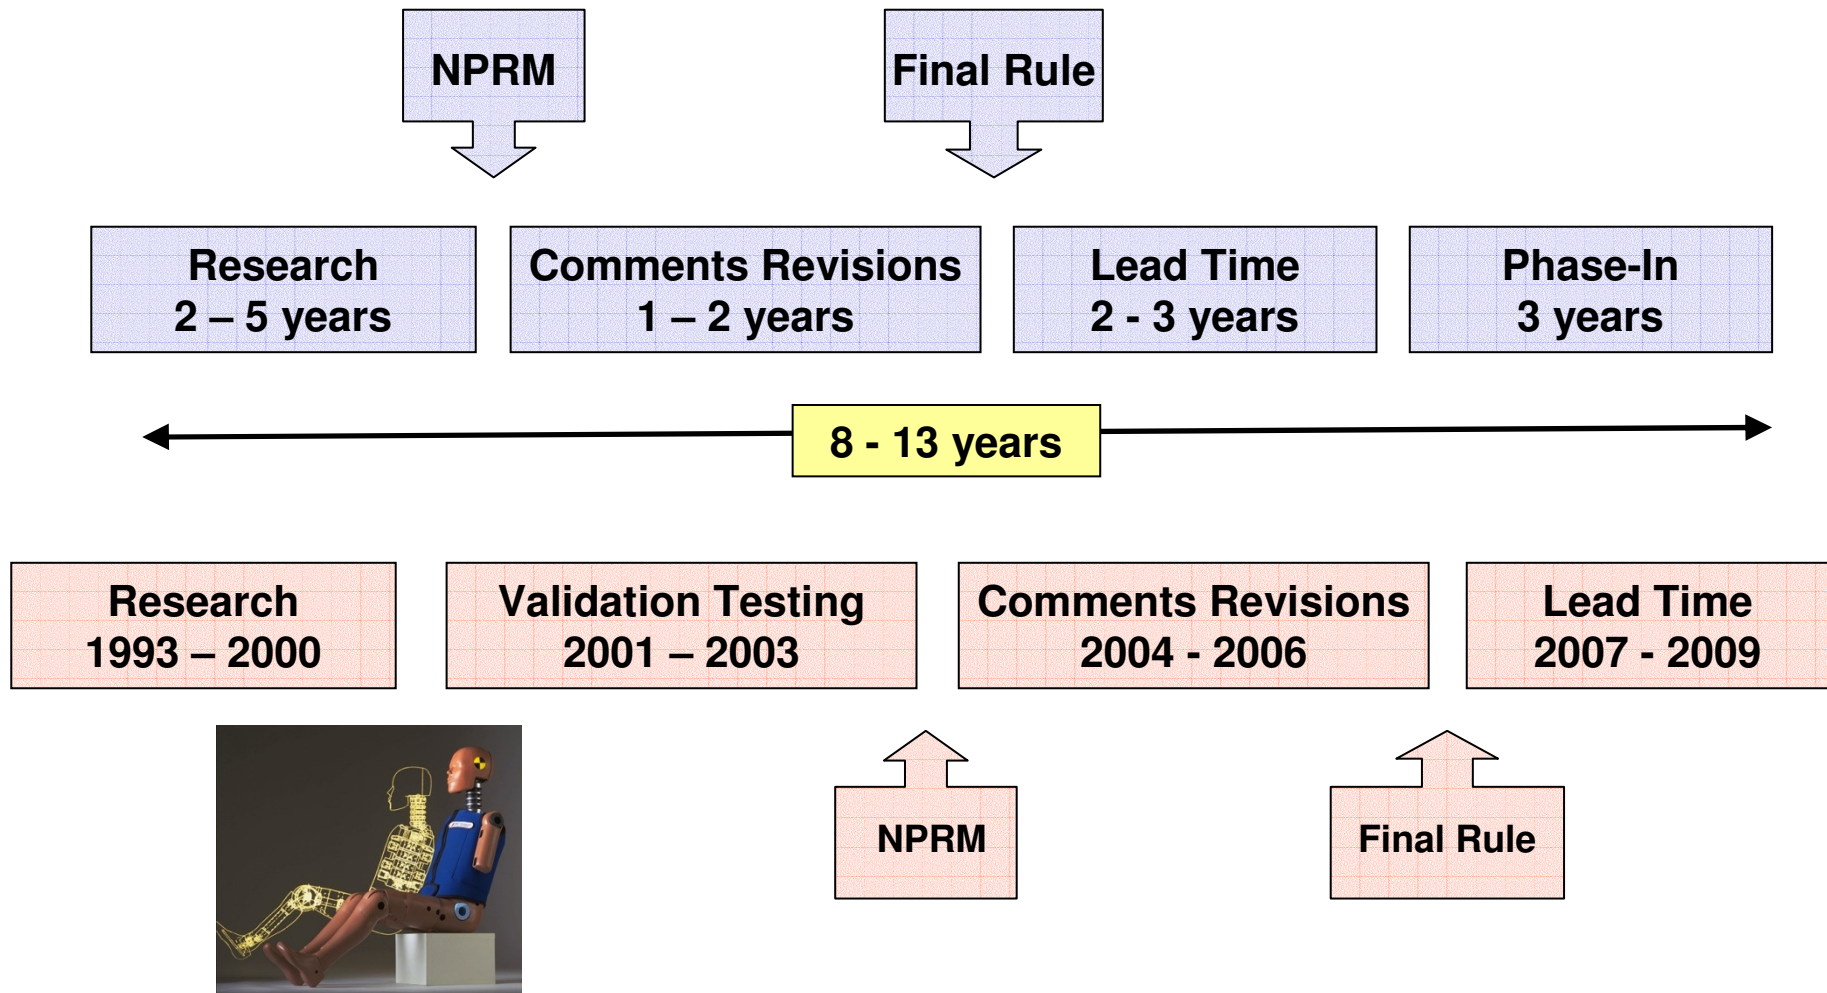 NPRM
Final Rule
Research
2 – 5 years
Comments Revisions
1 – 2 years
Lead Time
2 - 3 years
Phase-In
3 years
8 - 13 years
Research
1993 – 2000
Validation Testing
2001 – 2003
Comments Revisions
2004 - 2006
Lead Time
2007 - 2009
NPRM
Final Rule